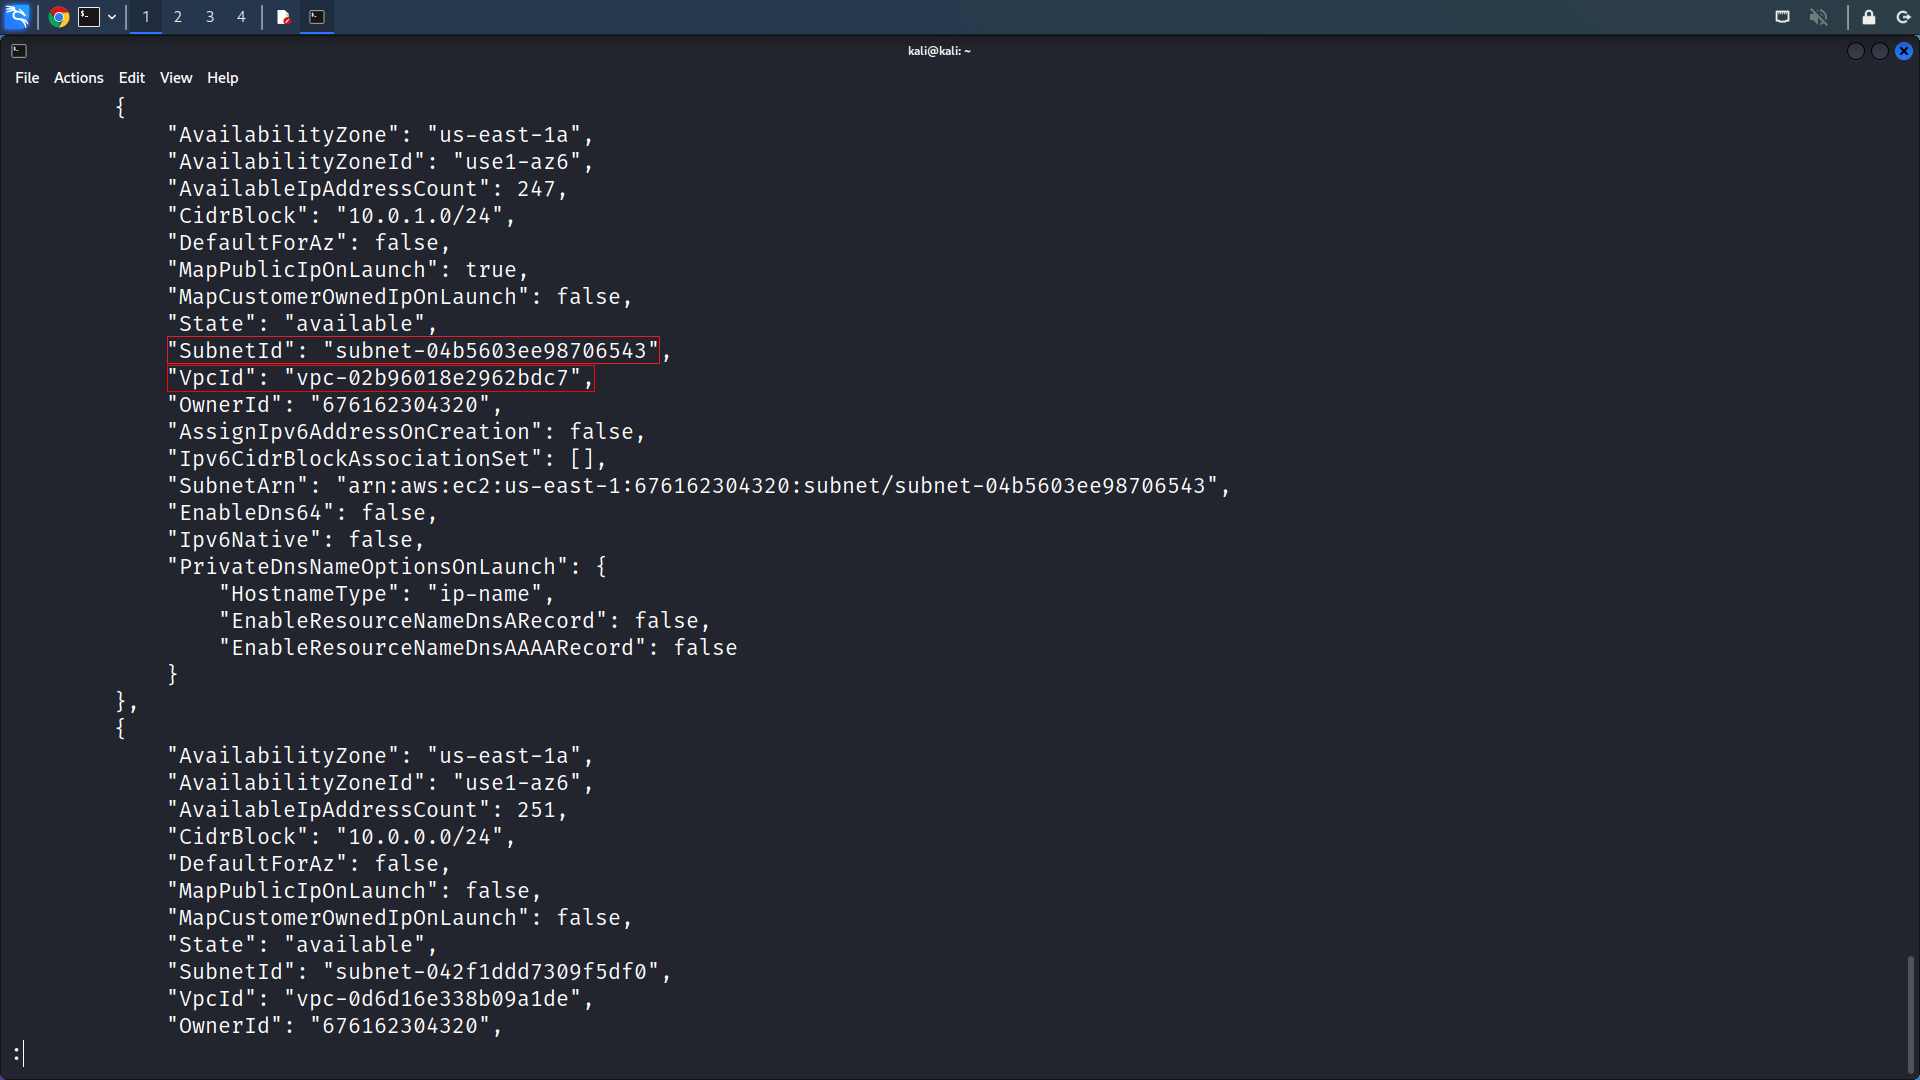 1 2 3 4
kali@kali: ~
File Actions Edit View Help
{
"AvailabilityZone": "us-east-1a",
"AvailabilityZoneId": "use1-az6",
"AvailableIpAddressCount": 247,
"CidrBlock": "10.0.1.0/24",
"DefaultForAz": false,
"MapPublicIpOnLaunch": true,
"MapCustomerOwnedIpOnLaunch": false,
"State": "available",
"SubnetId": "subnet-04b5603ee98706543",
"VpcId": "vpc-02b96018e2962bdc7",
"OwnerId": "676162304320",
"AssignIpv6AddressOnCreation": false,
"Ipv6CidrBlockAssociationSet": [],
"SubnetArn": "arn:aws:ec2:us-east-1:676162304320:subnet/subnet-04b5603ee98706543",
"EnableDns64": false,
"Ipv6Native": false,
"PrivateDnsNameOptionsOnLaunch": {
"HostnameType": "ip-name",
"EnableResourceNameDnsARecord": false,
"EnableResourceNameDnsAAAARecord": false
}
},
{
"AvailabilityZone": "us-east-1a",
"AvailabilityZoneId": "use1-az6",
"AvailableIpAddressCount": 251,
"CidrBlock": "10.0.0.0/24",
"DefaultForAz": false,
"MapPublicIpOnLaunch": false,
"MapCustomerOwnedIpOnLaunch": false,
"State": "available",
"SubnetId": "subnet-042f1ddd7309f5df0",
"VpcId": "vpc-0d6d16e338b09a1de",
"OwnerId": "676162304320",
: